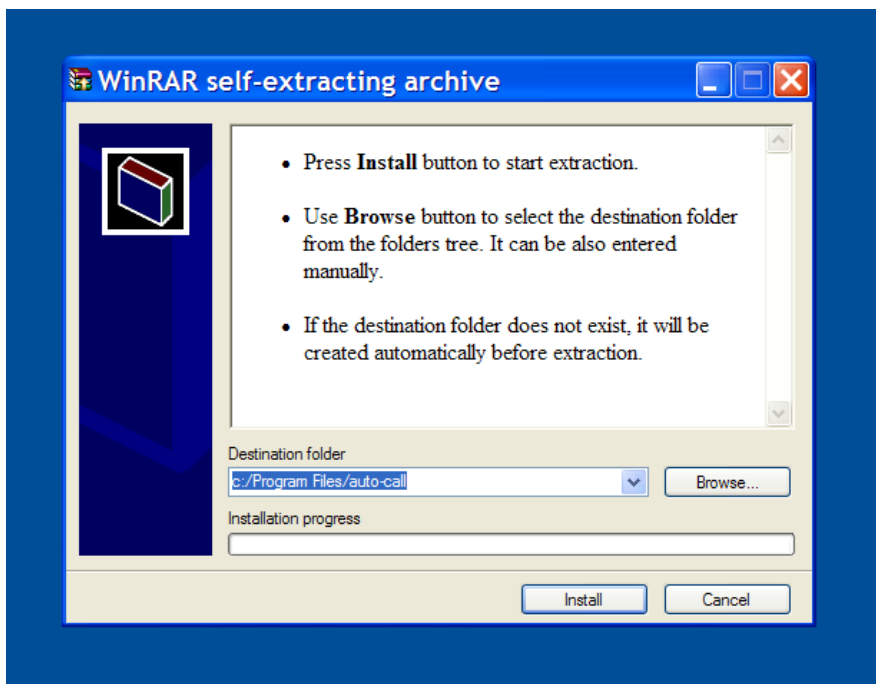 WinRAR self-extracting archive
Press Install button to start extraction.
Use Browse button to select the destination folder
from the folders tree. It can be also entered
manually.
If the destination folder does not exist, it will be
created automatically before extraction.
Destination folder
c:/Program Files/auto-call
Browse...
Installation progress
Install
Cancel